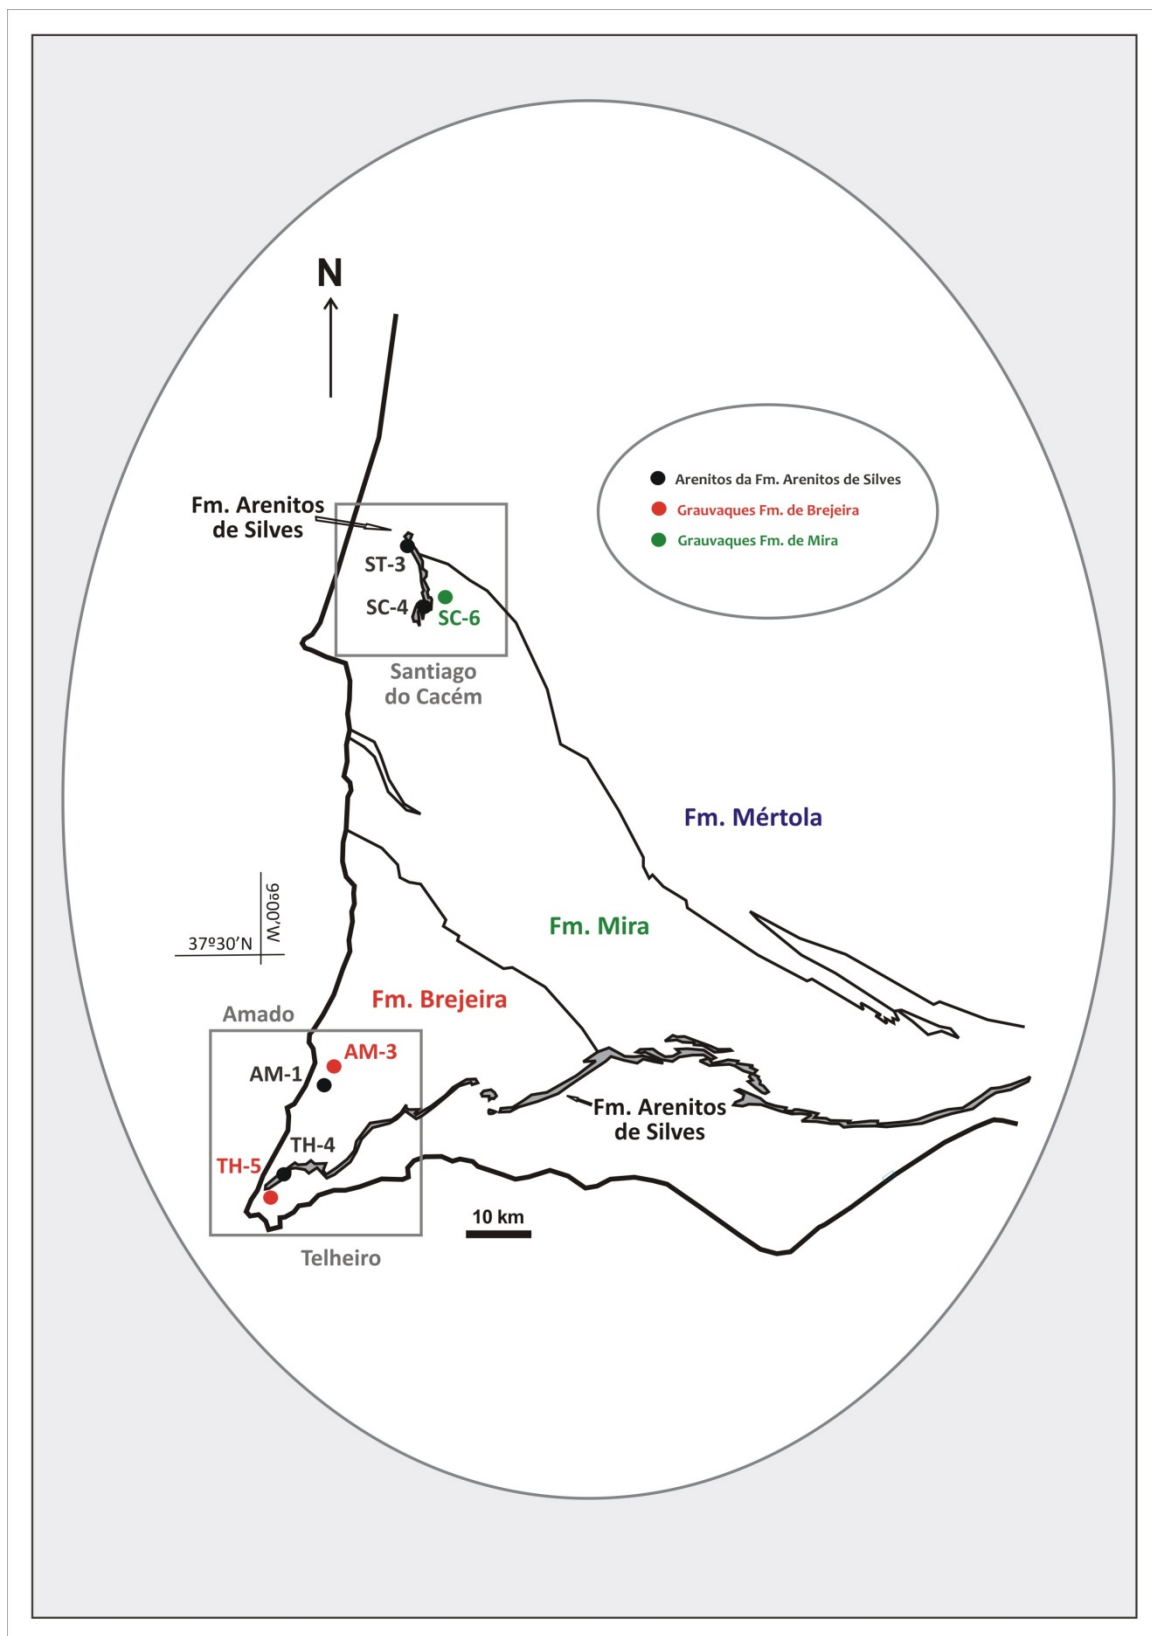 N
Fm. Arenitos
de Silves
Arenitos da Fm. Arenitos de Silves
Grauvaques Fm. de Brejeira
Grauvaques Fm. de Mira
ST-3
SC-4
SC-6
Santiago
do Cacém
Fm. Mértola
Fm. Mira
9º00'W
37º30'N
Fm. Brejeira
Amado
AM-3
AM-1
Fm. Arenitos
de Silves
TH-4
TH-5
10 km
Telheiro